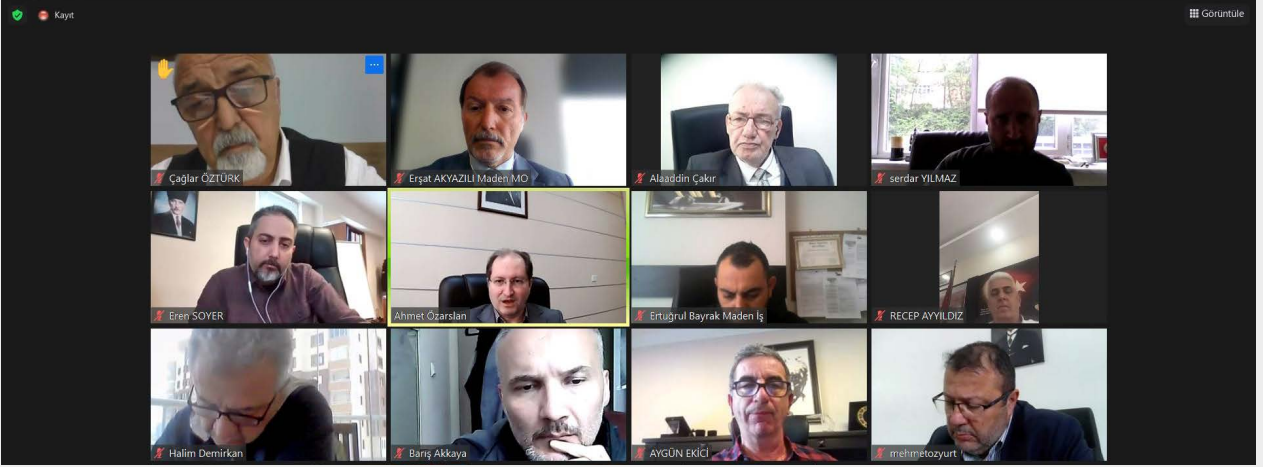 Kayıt
Görüntüle
Çağlar ÖZTÜRK
Erşat AKYAZILI Maden MO
Alaaddin Çakır
serdar YILMAZ
Eren SOYER
Ahmet Özarslan
Ertuğrul Bayrak Maden İş
RECEP AYYILDIZ
Halim Demirkan
Barış Akkaya
AYGÜN EKİCİ
mehmetozyurt